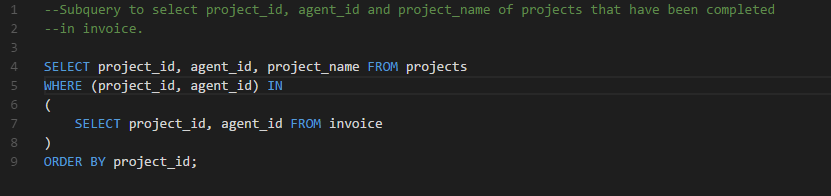 1 --Subquery to select project_id, agent_id and project_name of projects that have been completed
2 --in invoice.
3
4 SELECT project_id, agent_id, project_name FROM projects
5 WHERE (project_id, agent_id) IN
6 (
7     SELECT project_id, agent_id FROM invoice
8 )
9 ORDER BY project_id;